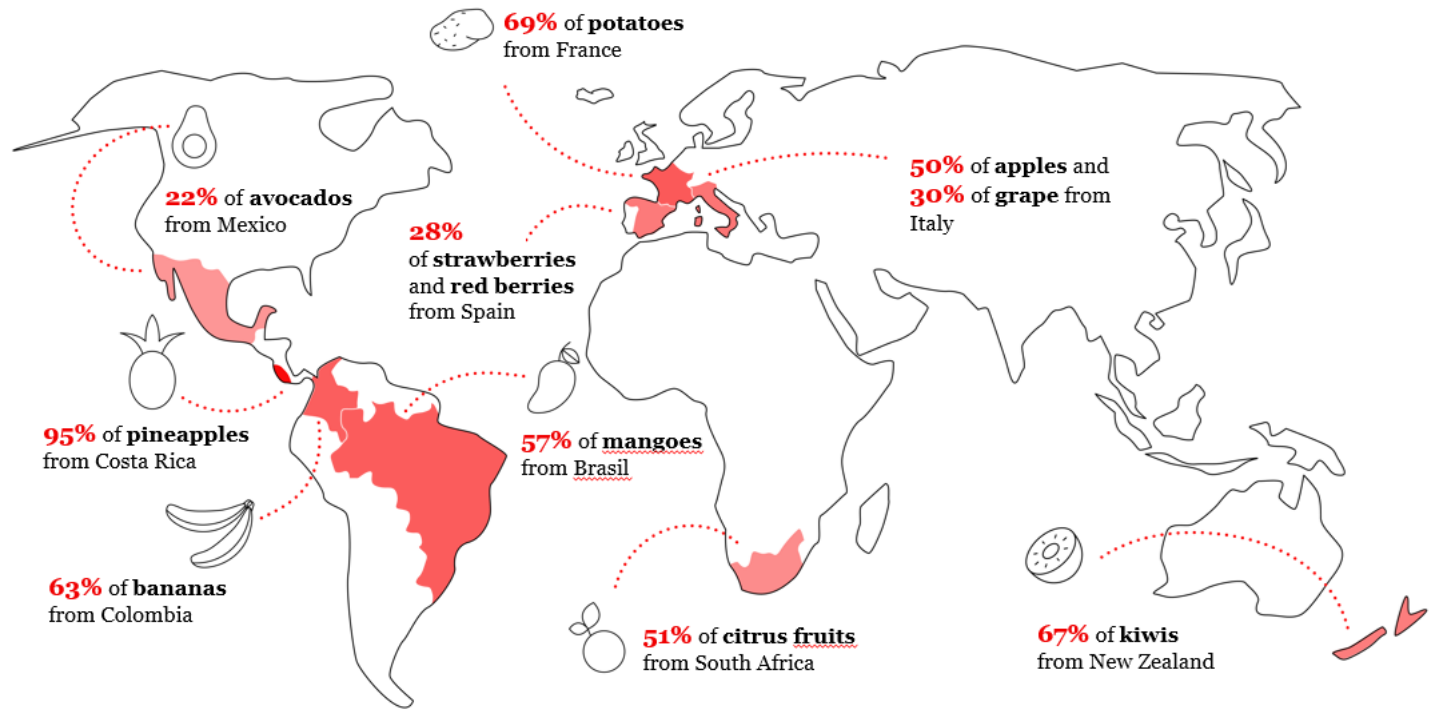 69% of potatoes
from France
50% of apples and
30% of grape from
Italy
22% of avocados
from Mexico
28%
of strawberries
and red berries
from Spain
95% of pineapples
from Costa Rica
57% of mangoes
from Brasil
63% of bananas
from Colombia
51% of citrus fruits
from South Africa
67% of kiwis
from New Zealand